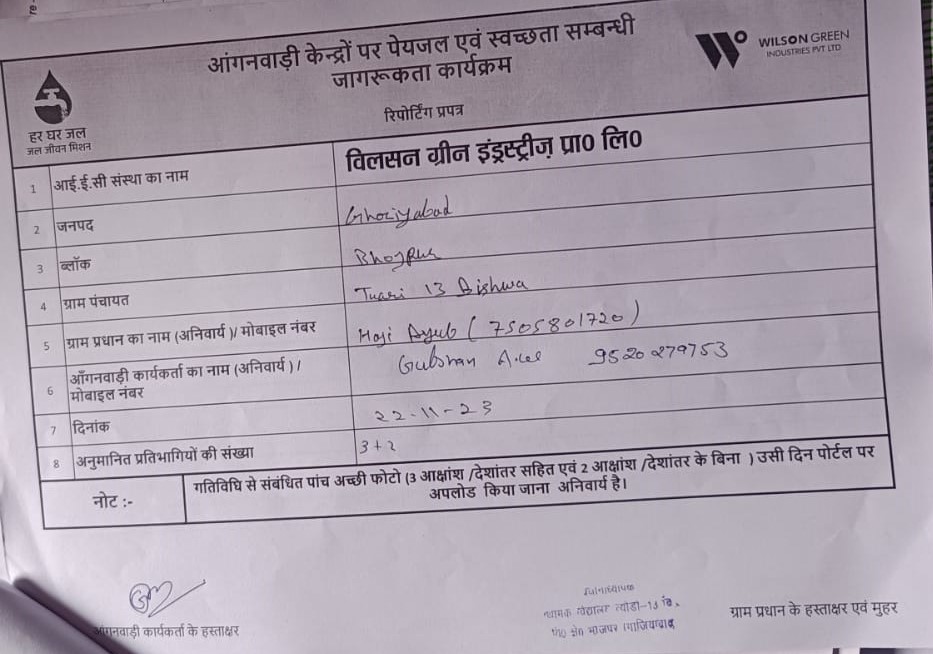 आंगनवाड़ी केन्द्रों पर पेयजल एवं स्वच्छता सम्बन्धी
जागरूकता कार्यक्रम
रिपोर्टिंग प्रपत्र
हर घर जल
जल जीवन मिशन
WILSON GREEN
INDUSTRIES PVT LTD
1 आई.ई.सी संस्था का नाम विलसन ग्रीन इंड्रस्ट्रीज़ प्रा0 लि0
2 जनपद Ghaziyabad
3 ब्लॉक Bhojpur
4 ग्राम पंचायत 13 Bishwa
5 ग्राम प्रधान का नाम (अनिवार्य )/ मोबाइल नंबर Haji Ayub ( 7505801720 )
6 आँगनवाड़ी कार्यकर्ता का नाम (अनिवार्य ) / Gulshan 9520279753
मोबाइल नंबर
7 दिनांक 22-11-23
8 अनुमानित प्रतिभागियों की संख्या 3+2
नोट :- गतिविधि से संबंधित पांच अच्छी फोटो (3 आक्षांश /देशांतर सहित एवं 2 आक्षांश /देशांतर के बिना ) उसी दिन पोर्टल पर
अपलोड किया जाना अनिवार्य है।
आंगनवाड़ी कार्यकर्ता के हस्ताक्षर
ग्राम प्रधान के हस्ताक्षर एवं मुहर